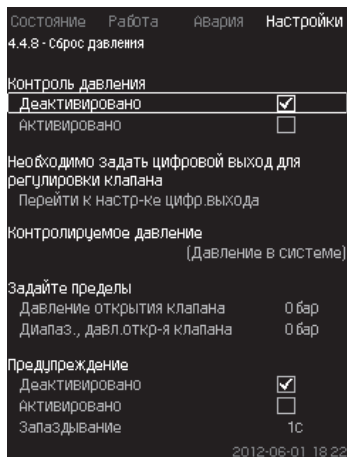 Состояние Работа Авария Настройки
4.4.8 - Сброс давления
Контроль давления
Деактивировано
Активировано
Необходимо задать цифровой выход для
регулировки клапана
Перейти к настр-ке цифр.выхода
Контролируемое давление
(Давление в системе)
Задайте пределы
Давление открытия клапана 0 бар
Диапаз., давл.откр-я клапана 0 бар
Предупреждение
Деактивировано
Активировано
Запаздывание 1с
2012-06-01 18:22